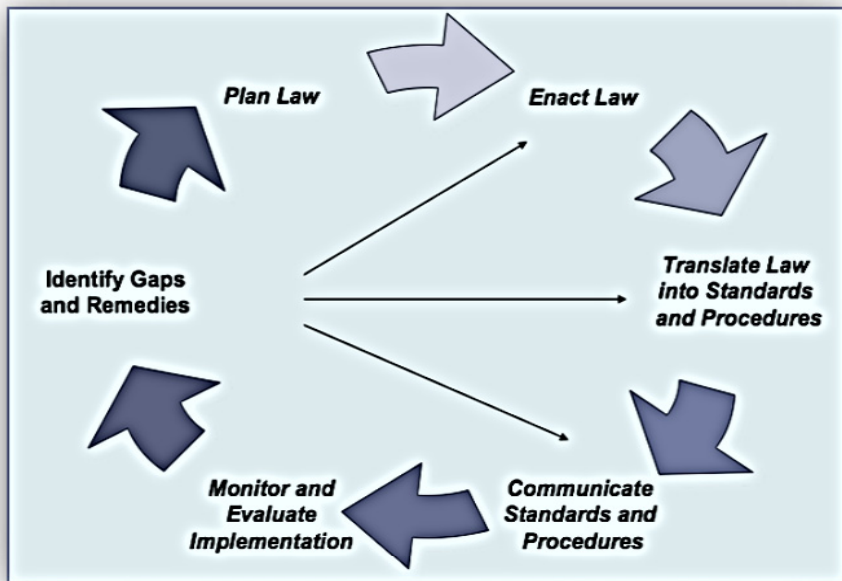 Plan Law
Enact Law
Identify Gaps
and Remedies
Translate Law
into Standards
and Procedures
Monitor and
Evaluate
Implementation
Communicate
Standards and
Procedures